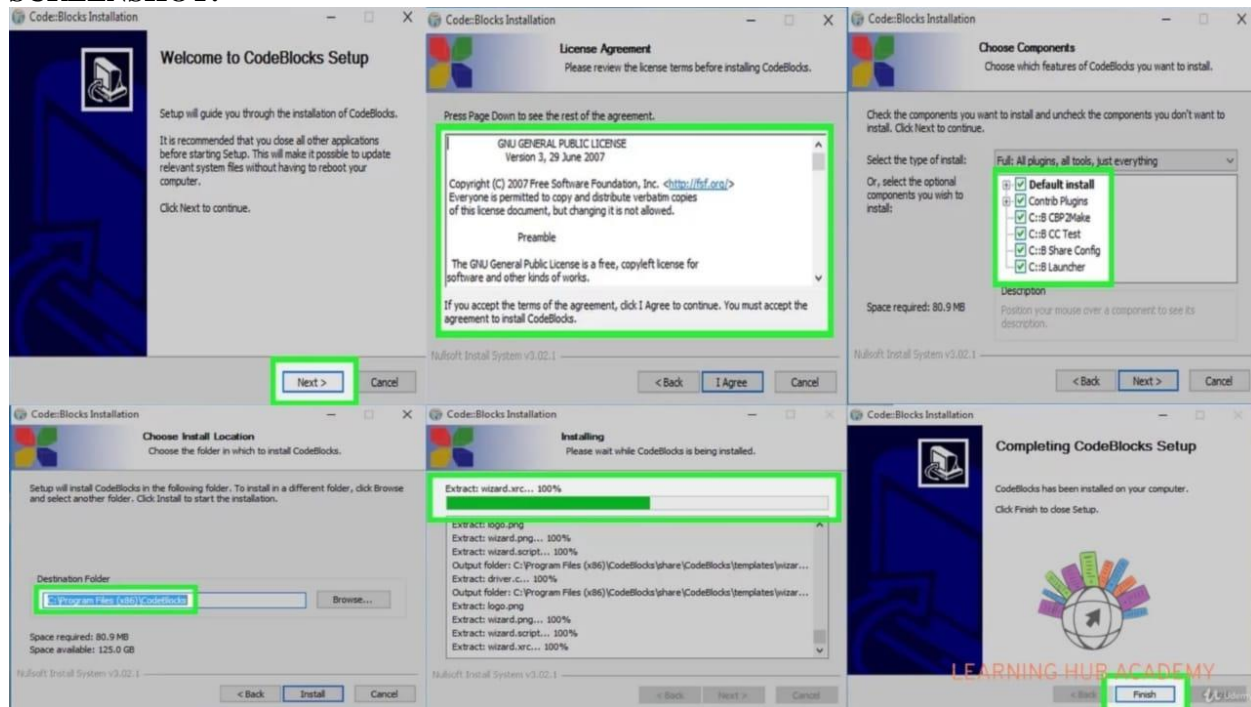 SCREENSHOT:
Code::Blocks Installation
Welcome to CodeBlocks Setup
Setup will guide you through the installation of CodeBlocks.
It is recommended that you close all other applications
before starting Setup. This will make it possible to update
relevant system files without having to reboot your
computer.
Click Next to continue.
Next >
Cancel
Code::Blocks Installation
License Agreement
Please review the license terms before installing CodeBlocks.
Press Page Down to see the rest of the agreement.
GNU GENERAL PUBLIC LICENSE
Version 3, 29 June 2007
Copyright (C) 2007 Free Software Foundation, Inc. <http://fsf.org/>
Everyone is permitted to copy and distribute verbatim copies
of this license document, but changing it is not allowed.
Preamble
The GNU General Public License is a free, copyleft license for
software and other kinds of works.
If you accept the terms of the agreement, click I Agree to continue. You must accept the
agreement to install CodeBlocks.
Nullsoft Install System v3.02.1
< Back
I Agree
Cancel
Code::Blocks Installation
Choose Components
Choose which features of CodeBlocks you want to install.
Check the components you want to install and uncheck the components you don't want to
install. Click Next to continue.
Select the type of install:
Full: All plugins, all tools, just everything
Or, select the optional
components you wish to
install:
Default install
Contrib Plugins
C::B CBP2Make
C::B CC Test
C::B Share Config
C::B Launcher
Space required: 80.9 MB
Description
Position your mouse over a component to see its
description.
Nullsoft Install System v3.02.1
< Back
Next >
Cancel
Code::Blocks Installation
Choose Install Location
Choose the folder in which to install CodeBlocks.
Setup will install CodeBlocks in the following folder. To install in a different folder, click Browse
and select another folder. Click Install to start the installation.
Destination Folder
C:\Program Files (x86)\CodeBlocks
Browse...
Space required: 80.9 MB
Space available: 125.0 GB
Nullsoft Install System v3.02.1
< Back
Install
Cancel
Code::Blocks Installation
Installing
Please wait while CodeBlocks is being installed.
Extract: wizard.xrc... 100%
Extract: logo.png
Extract: wizard.png... 100%
Extract: wizard.script... 100%
Output folder: C:\Program Files (x86)\CodeBlocks\share\CodeBlocks\templates\wizar...
Extract: driver.c... 100%
Output folder: C:\Program Files (x86)\CodeBlocks\share\CodeBlocks\templates\wizar...
Extract: logo.png
Extract: wizard.png... 100%
Extract: wizard.script... 100%
Extract: wizard.xrc... 100%
Nullsoft Install System v3.02.1
< Back
Next >
Cancel
Code::Blocks Installation
Completing CodeBlocks Setup
CodeBlocks has been installed on your computer.
Click Finish to close Setup.
LEARNING HUB ACADEMY
< Back
Finish
Udemy